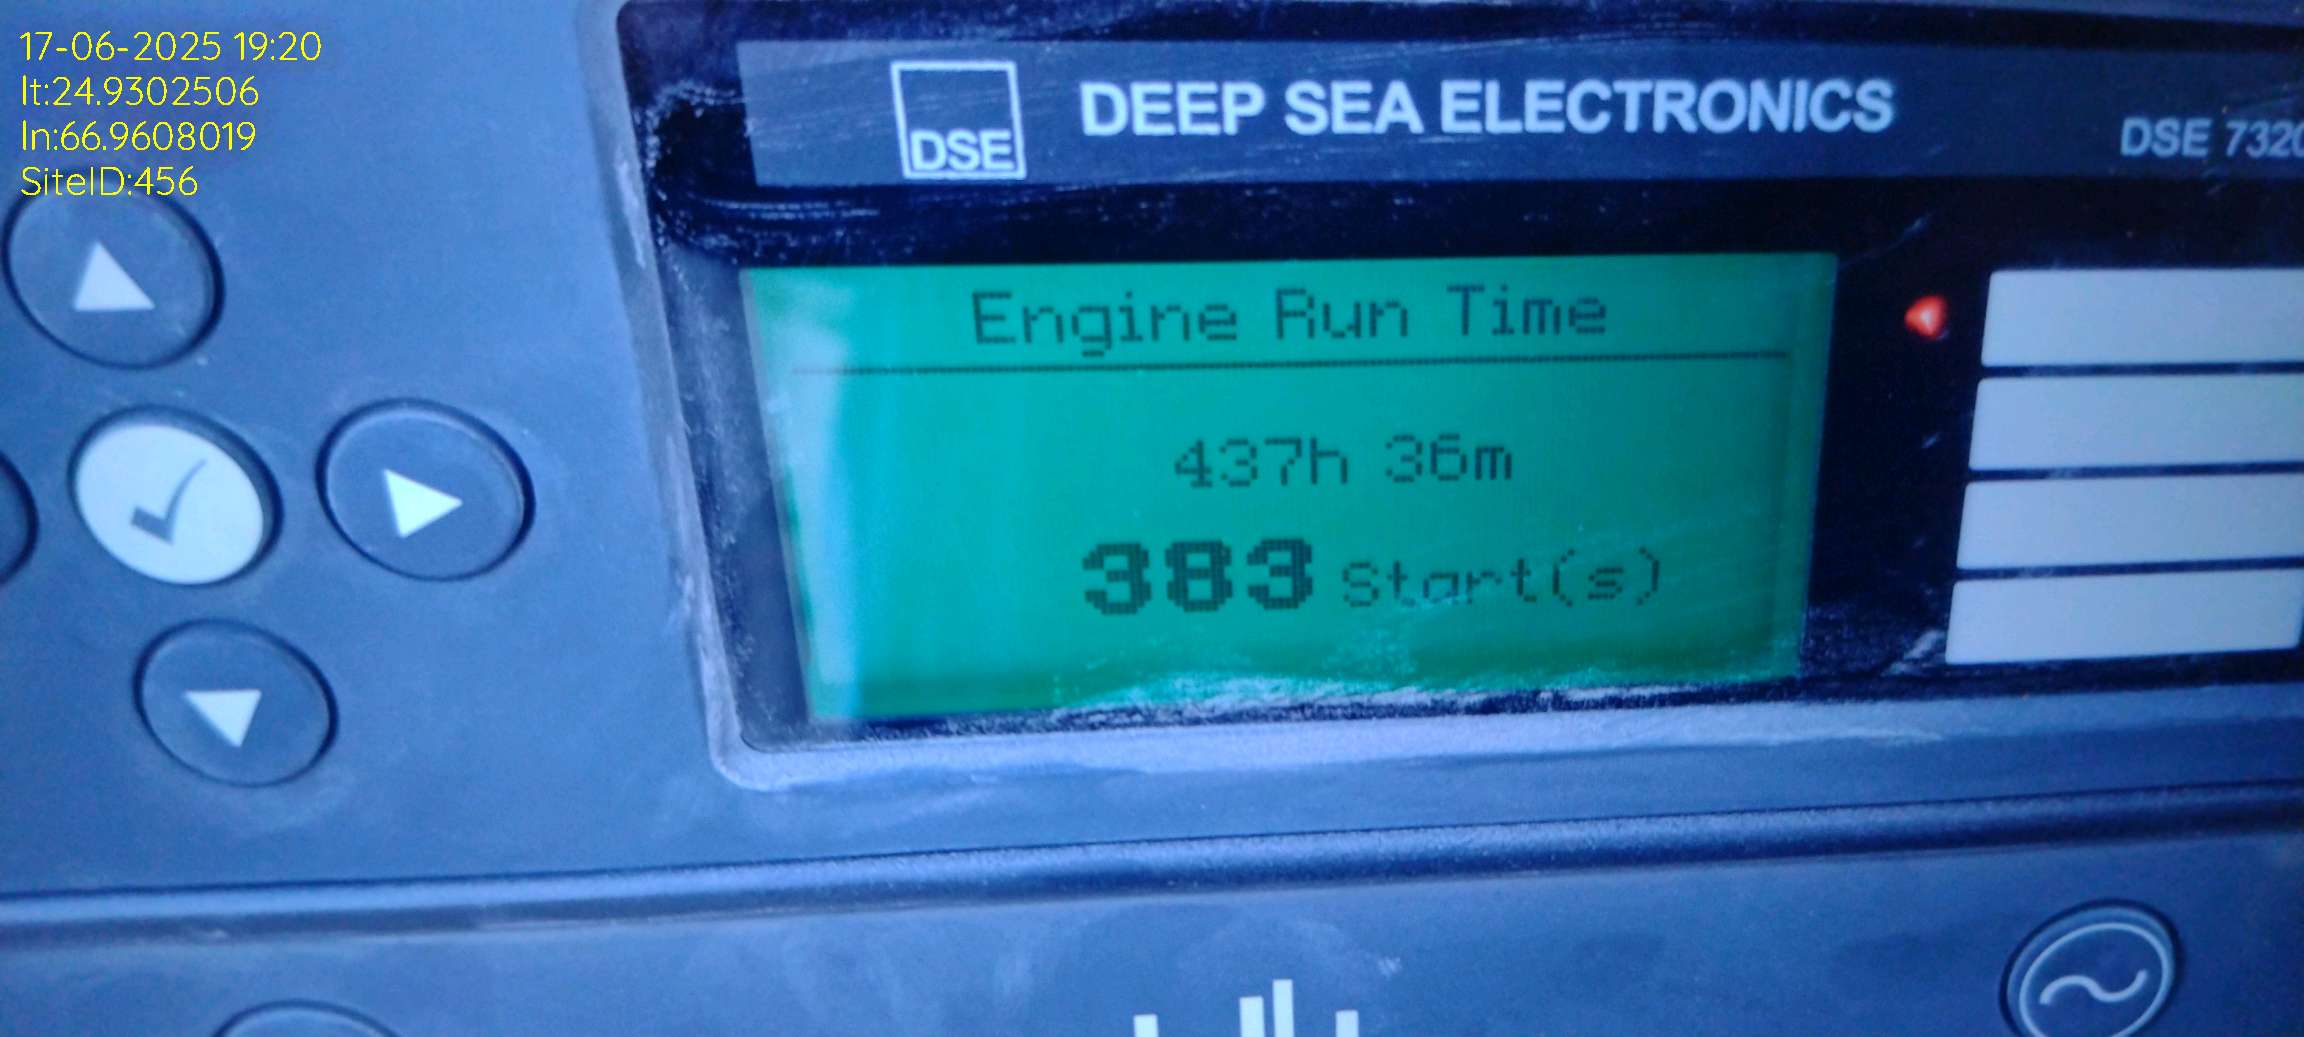 17-06-2025 19:20
lt:24.9302506
ln:66.9608019
SiteID:456
DSE
DEEP SEA ELECTRONICS
DSE 7320
Engine Run Time
437h 36m
383 Start(s)